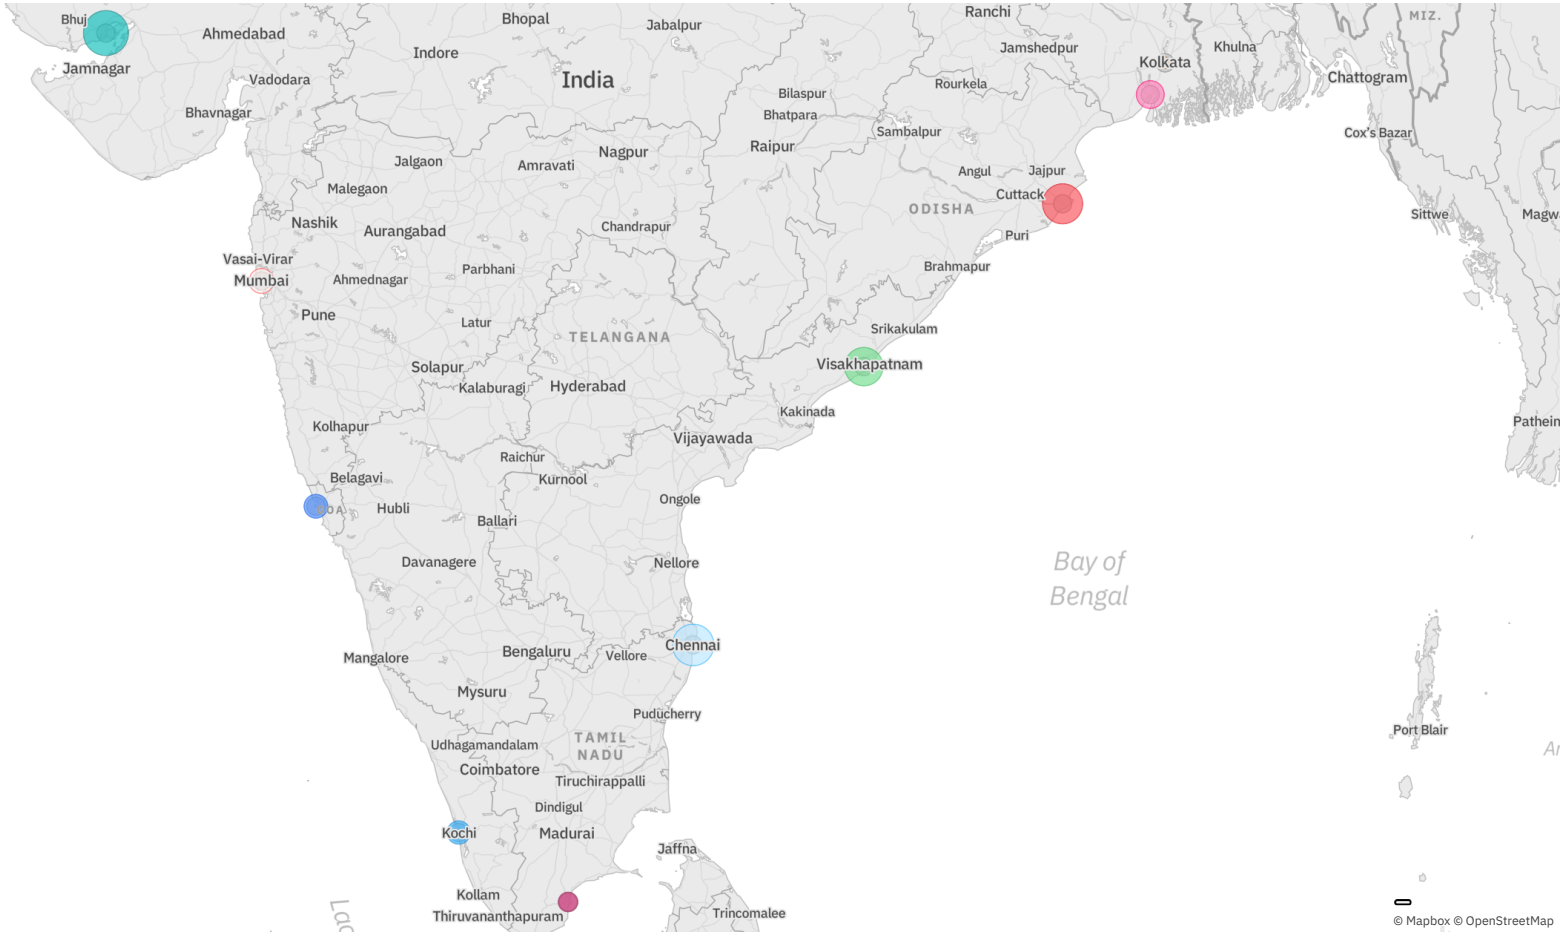 Bhuj
Bhopal
Ranchi
MIZ.
Ahmedabad
Jabalpur
Indore
Jamshedpur
Khulna
Jamnagar
Kolkata
Vadodara
India
Rourkela
Chattogram
Bilaspur
Bhavnagar
Bhatpara
Sambalpur
Cox's Bazar
Raipur
Nagpur
Jalgaon
Amravati
Angul
Jajpur
Malegaon
Cuttack
ODISHA
Sittwe
Magw
Nashik
Chandrapur
Aurangabad
Puri
Vasai-Virar
Parbhani
Brahmapur
Mumbai
Ahmednagar
Pune
Latur
Srikakulam
TELANGANA
Solapur
Visakhapatnam
Kalaburagi
Hyderabad
Kakinada
Kolhapur
Pathein
Vijayawada
Raichur
Belagavi
Kurnool
Ongole
Hubli
GOA
Ballari
Davanagere
Nellore
Bay of
Bengal
Chennai
Bengaluru
Vellore
Mangalore
Mysuru
Puducherry
Port Blair
TAMIL
NADU
Udhagamandalam
An
Coimbatore
Tiruchirappalli
Dindigul
Kochi
Madurai
Jaffna
Kollam
Lac
Thiruvananthapuram
Trincomalee
© Mapbox © OpenStreetMap